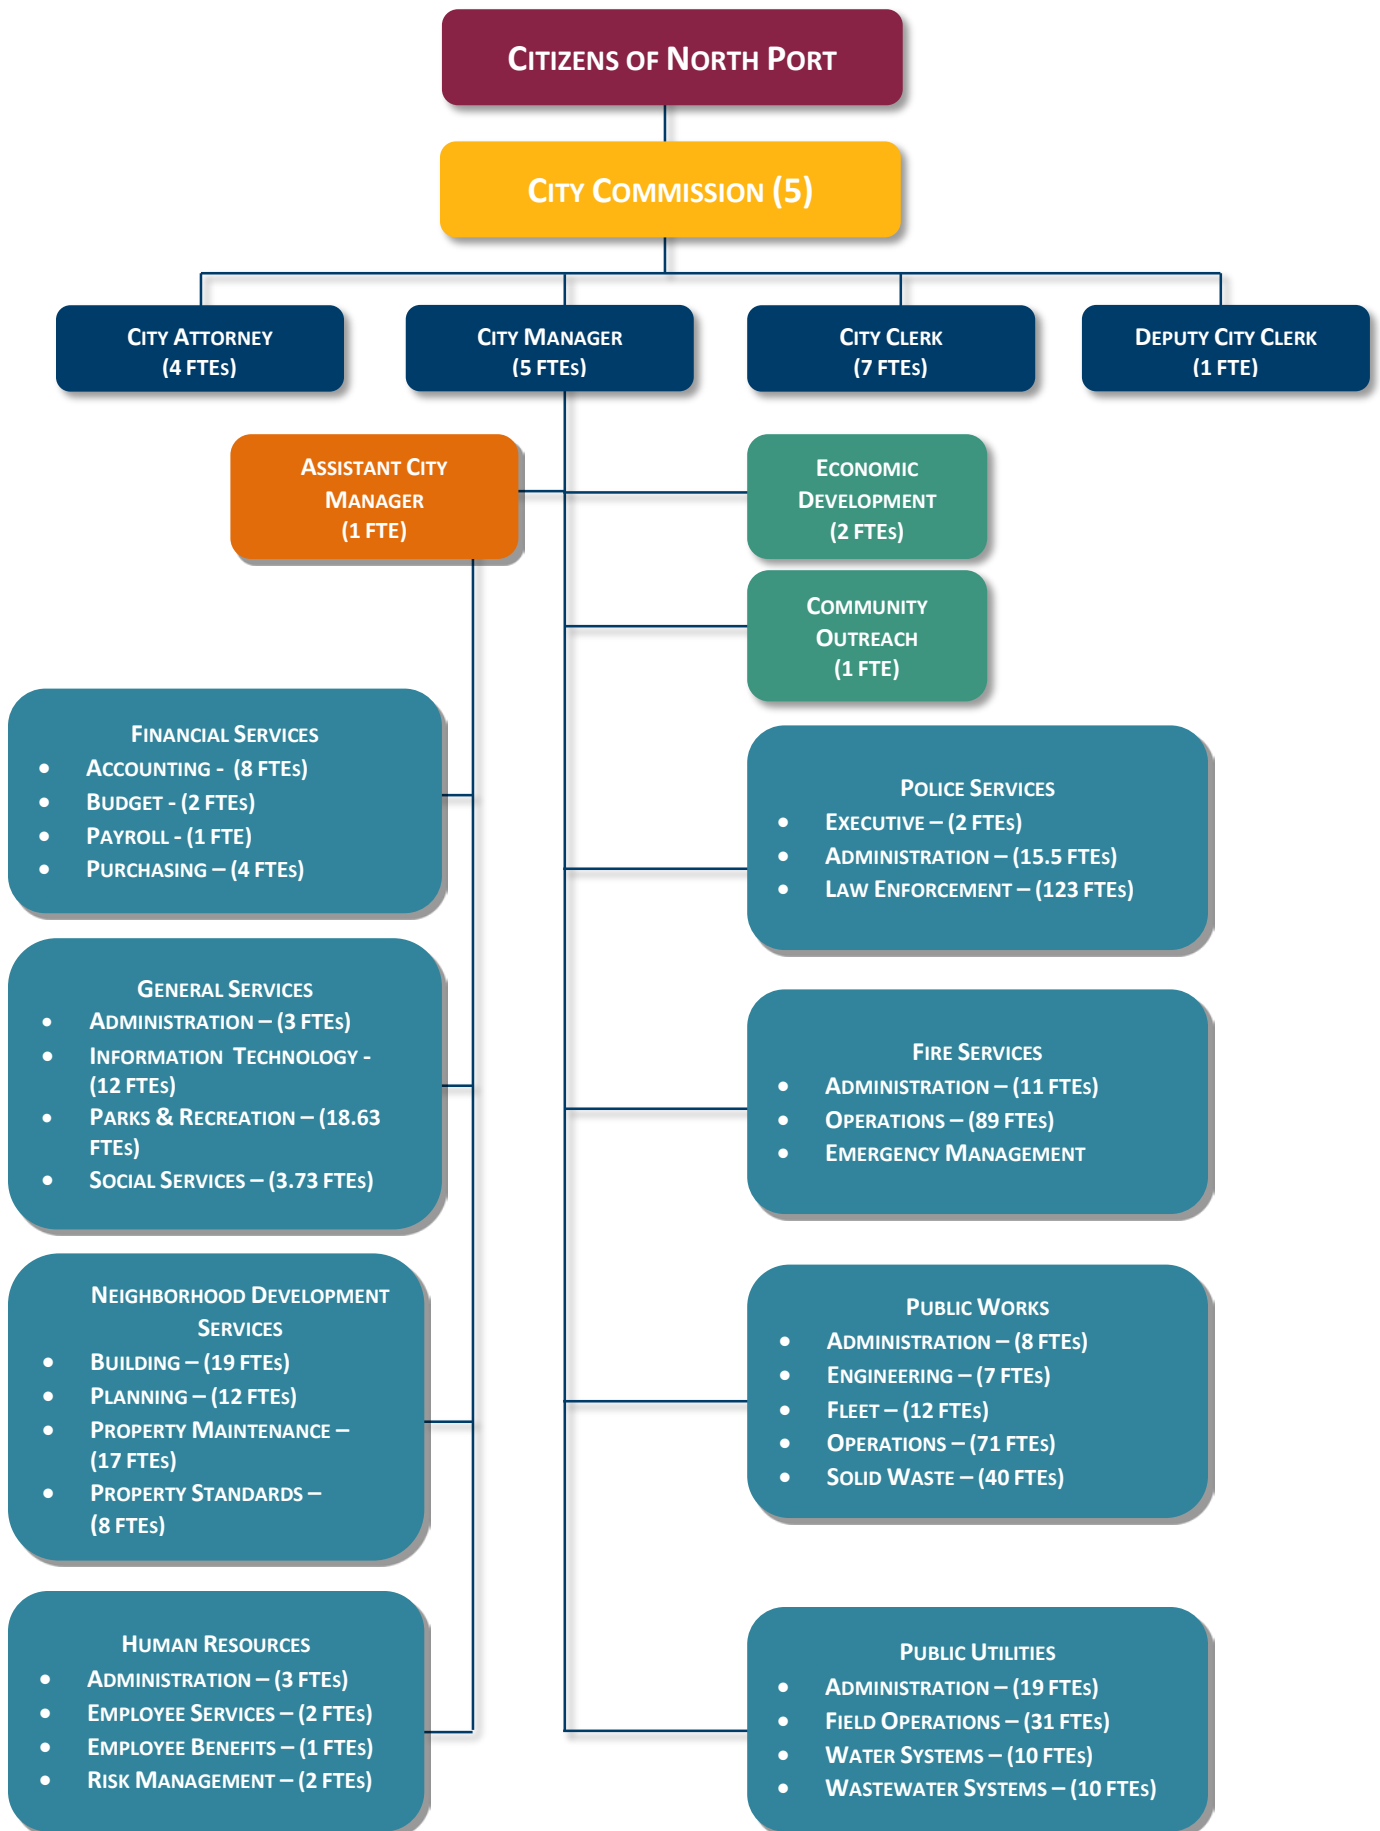 CITIZENS OF NORTH PORT
CITY COMMISSION (5)
CITY ATTORNEY
(4 FTES)
CITY MANAGER
(5 FTES)
CITY CLERK
(7 FTES)
DEPUTY CITY CLERK
(1 FTE)
ASSISTANT CITY
MANAGER
(1 FTE)
ECONOMIC
DEVELOPMENT
(2 FTES)
COMMUNITY
OUTREACH
(1 FTE)
FINANCIAL SERVICES
• ACCOUNTING - (8 FTES)
• BUDGET - (2 FTES)
• PAYROLL - (1 FTE)
• PURCHASING – (4 FTES)
GENERAL SERVICES
• ADMINISTRATION – (3 FTES)
• INFORMATION TECHNOLOGY -
(12 FTES)
• PARKS & RECREATION – (18.63
FTES)
• SOCIAL SERVICES – (3.73 FTES)
NEIGHBORHOOD DEVELOPMENT
SERVICES
• BUILDING – (19 FTES)
• PLANNING – (12 FTES)
• PROPERTY MAINTENANCE –
(17 FTES)
• PROPERTY STANDARDS –
(8 FTES)
HUMAN RESOURCES
• ADMINISTRATION – (3 FTES)
• EMPLOYEE SERVICES – (2 FTES)
• EMPLOYEE BENEFITS – (1 FTES)
• RISK MANAGEMENT – (2 FTES)
POLICE SERVICES
• EXECUTIVE – (2 FTES)
• ADMINISTRATION – (15.5 FTES)
• LAW ENFORCEMENT – (123 FTES)
FIRE SERVICES
• ADMINISTRATION – (11 FTES)
• OPERATIONS – (89 FTES)
• EMERGENCY MANAGEMENT
PUBLIC WORKS
• ADMINISTRATION – (8 FTES)
• ENGINEERING – (7 FTES)
• FLEET – (12 FTES)
• OPERATIONS – (71 FTES)
• SOLID WASTE – (40 FTES)
PUBLIC UTILITIES
• ADMINISTRATION – (19 FTES)
• FIELD OPERATIONS – (31 FTES)
• WATER SYSTEMS – (10 FTES)
• WASTEWATER SYSTEMS – (10 FTES)